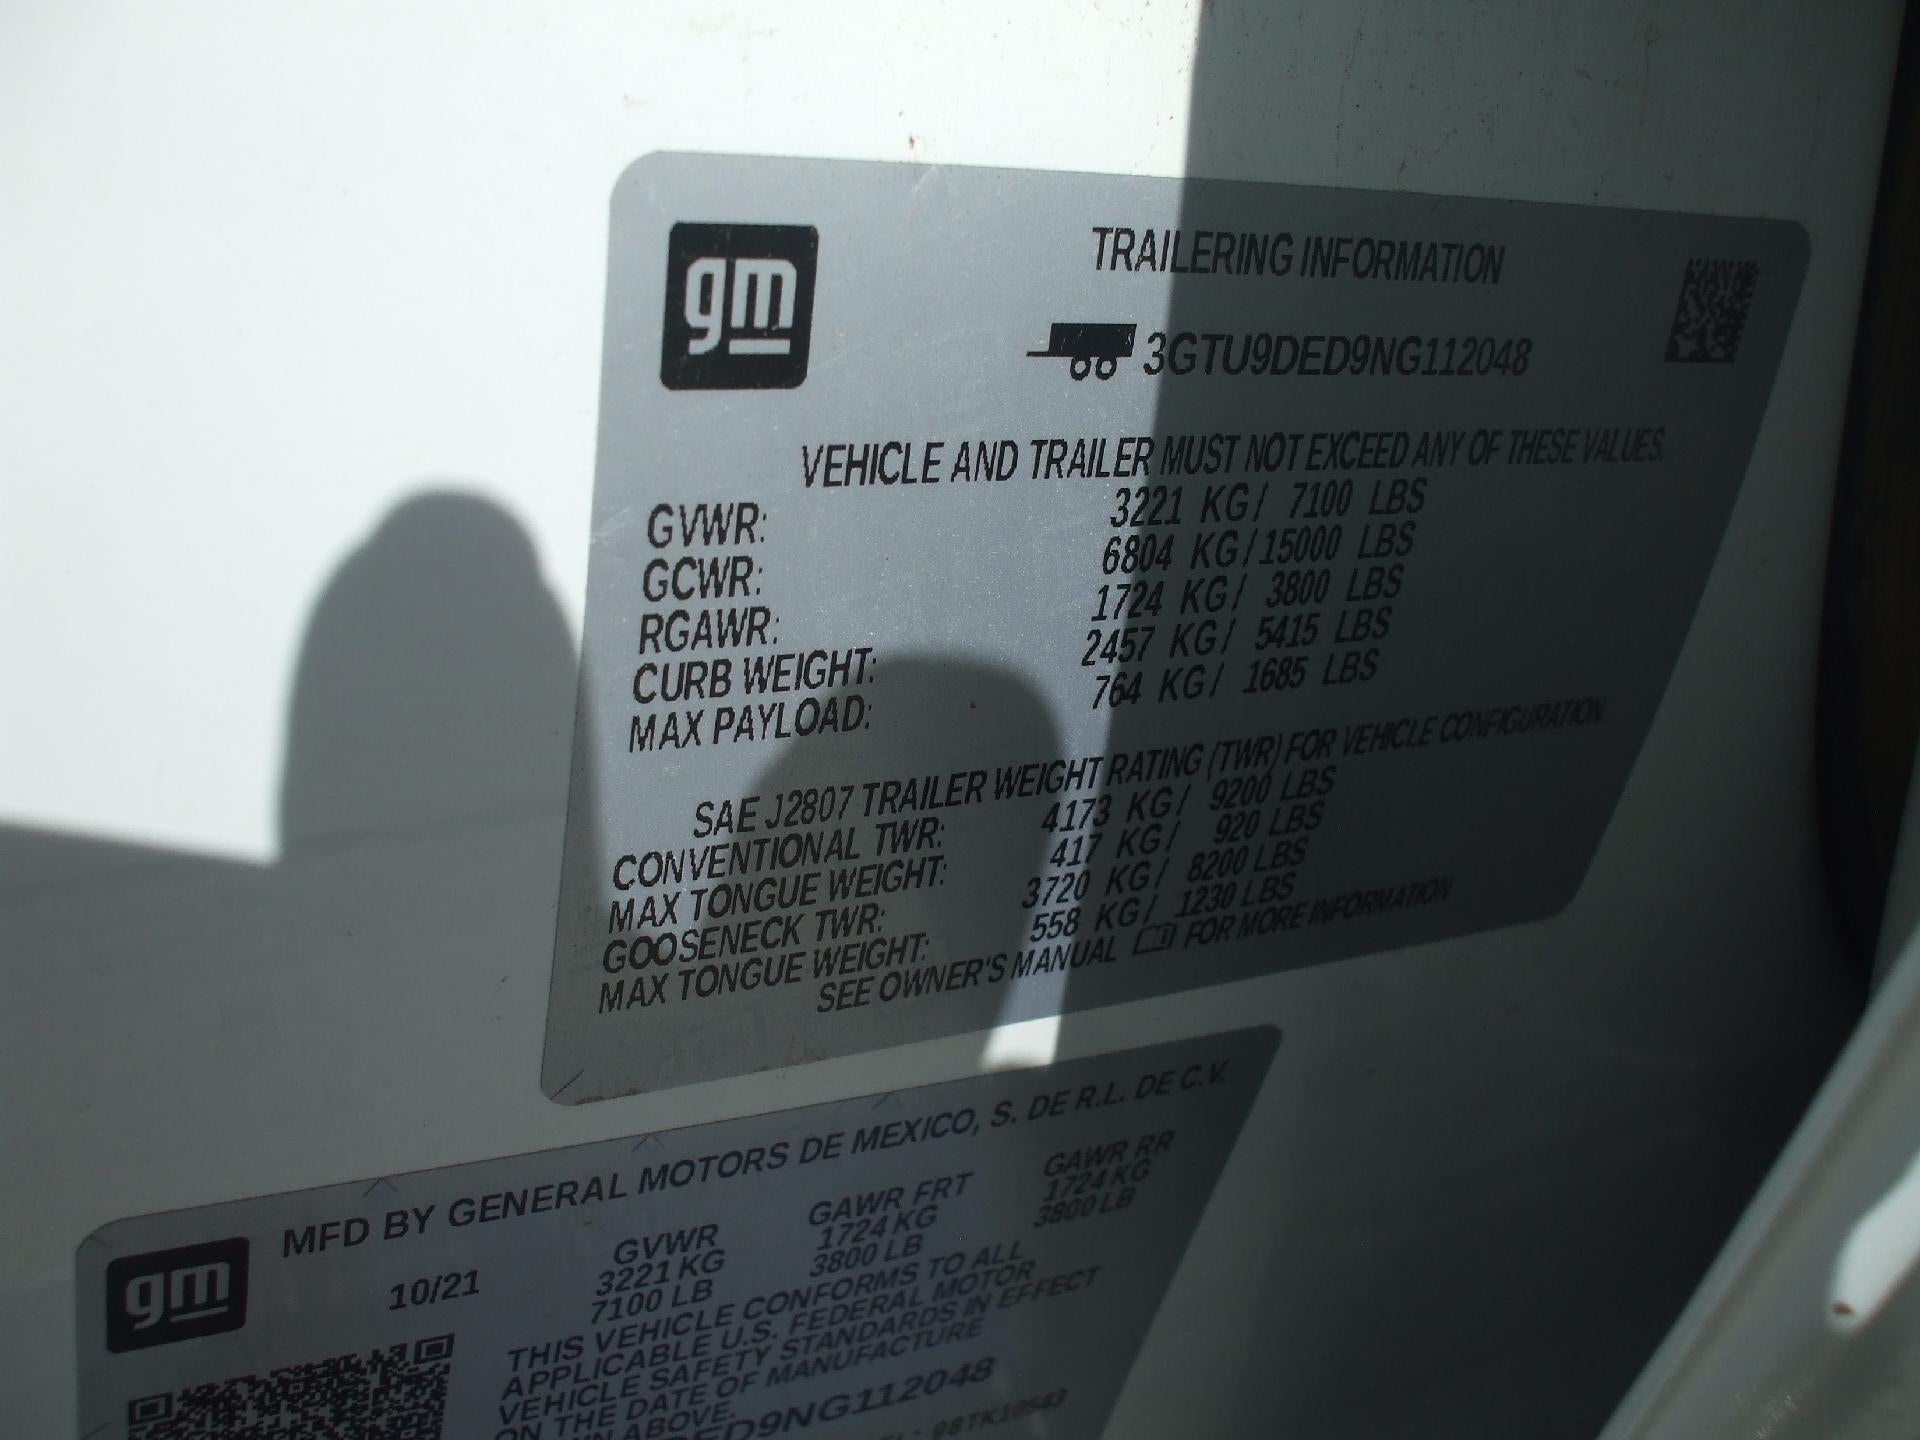 gm
TRAILERING INFORMATION
3GTU9DED9NG112048
VEHICLE AND TRAILER MUST NOT EXCEED ANY OF THESE VALUES.
GVWR: 3221 KG/ 7100 LBS
GCWR: 6804 KG/ 15000 LBS
RGAWR: 1724 KG/ 3800 LBS
CURB WEIGHT: 2457 KG/ 5415 LBS
MAX PAYLOAD: 764 KG/ 1685 LBS
SAE J2807 TRAILER WEIGHT RATING (TWR) FOR VEHICLE CONFIGURATION.
CONVENTIONAL TWR: 4173 KG/ 9200 LBS
MAX TONGUE WEIGHT: 417 KG/ 920 LBS
GOOSENECK TWR: 3720 KG/ 8200 LBS
MAX TONGUE WEIGHT: 558 KG/ 1230 LBS
SEE OWNER'S MANUAL FOR MORE INFORMATION
gm
MFD BY GENERAL MOTORS DE MEXICO, S. DE R.L. DE C.V.
10/21
GVWR GAWR FRT GAWR RR
3221 KG 1724 KG 1724 KG
7100 LB 3800 LB 3800 LB
THIS VEHICLE CONFORMS TO ALL
APPLICABLE U.S. FEDERAL MOTOR
VEHICLE SAFETY STANDARDS IN EFFECT
ON THE DATE OF MANUFACTURE
ABOVE.
DED9NG112048
98TK10543